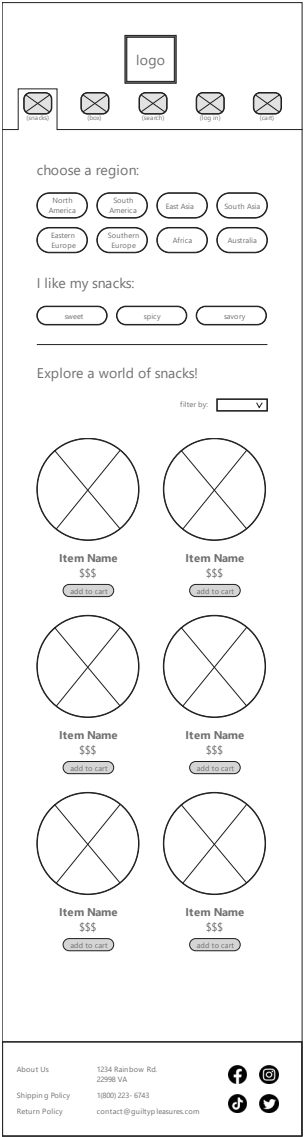 logo
(snacks) (box) (search) (log in) (cart)
choose a region:
North America South America East Asia South Asia
Eastern Europe Southern Europe Africa Australia
I like my snacks:
sweet spicy savory
Explore a world of snacks!
filter by:
Item Name Item Name
$$$ $$$
add to cart add to cart
Item Name Item Name
$$$ $$$
add to cart add to cart
Item Name Item Name
$$$ $$$
add to cart add to cart
About Us 1234 Rainbow Rd.
22998 VA
Shipping Policy 1(800) 223- 6743
Return Policy contact@guiltypleasures.com